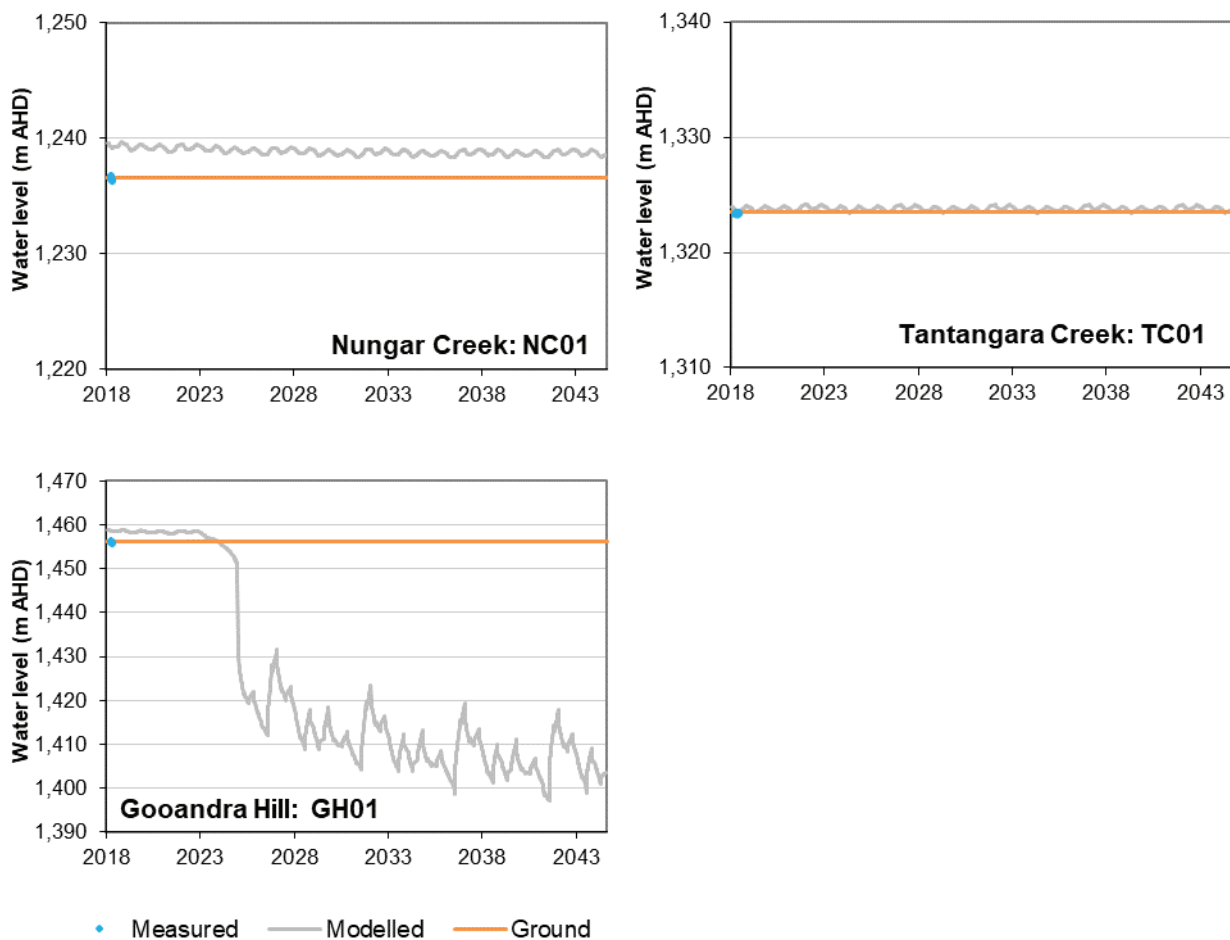 1,250
1,240
1,230
1,220
Water level (m AHD)
Nungar Creek: NC01
2018 2023 2028 2033 2038 2043
1,340
1,330
1,320
1,310
Water level (m AHD)
Tantangara Creek: TC01
2018 2023 2028 2033 2038 2043
1,470
1,460
1,450
1,440
1,430
1,420
1,410
1,400
1,390
Water level (m AHD)
Gooandra Hill: GH01
2018 2023 2028 2033 2038 2043
Measured Modelled Ground